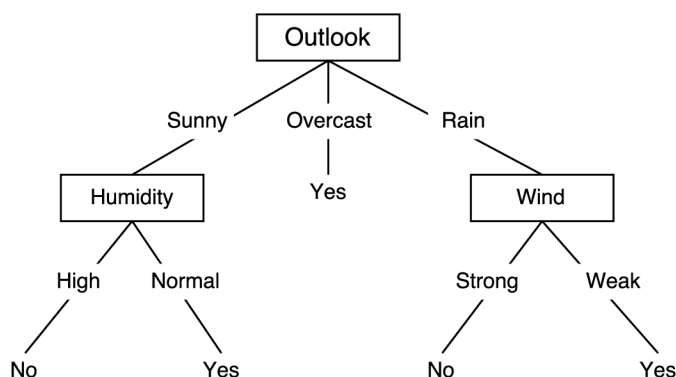 Outlook
Sunny Overcast Rain
Humidity Yes Wind
High Normal Strong Weak
No Yes No Yes